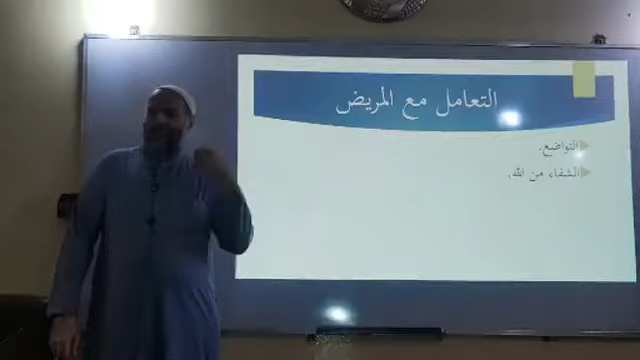 التعامل مع المريض
التواضع.
الشفاء من الله.